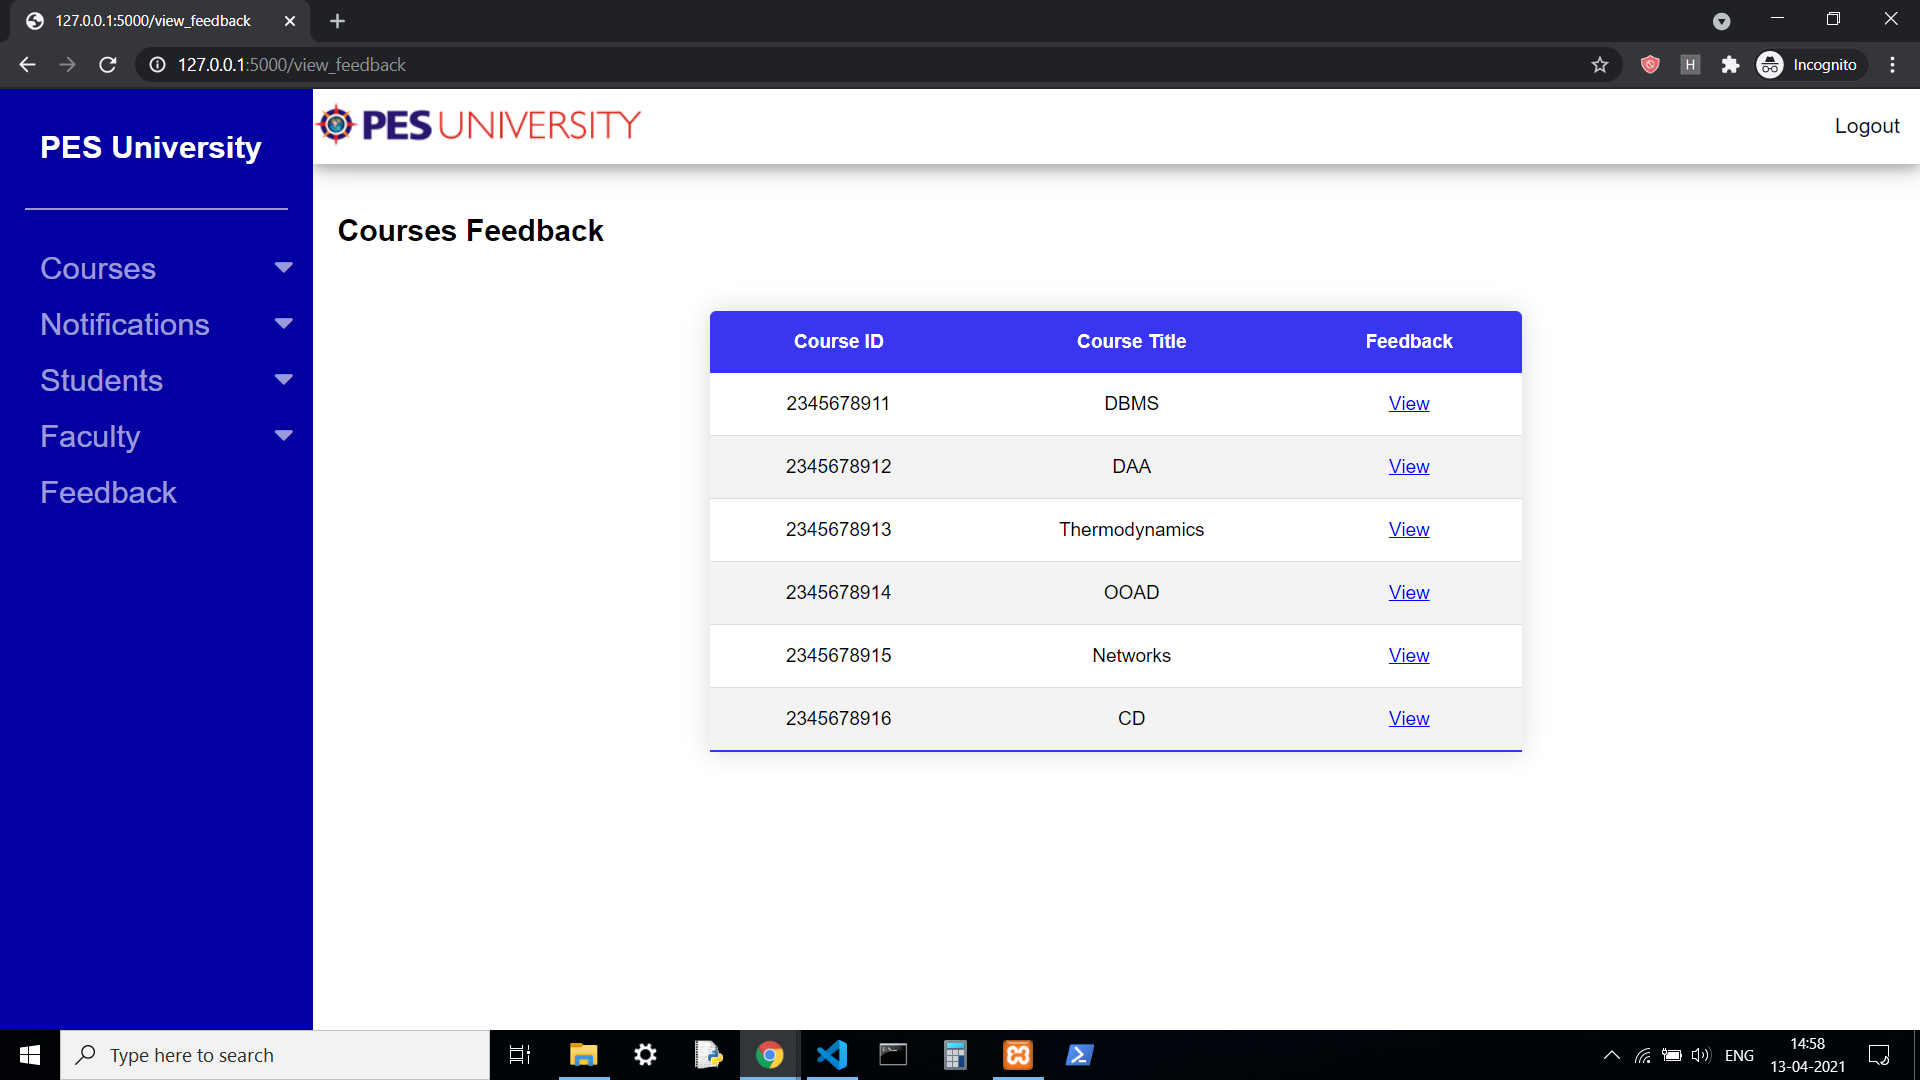 127.0.0.1:5000/view_feedback
127.0.0.1:5000/view_feedback
H
Incognito
PES University
PES UNIVERSITY
Logout
Courses
Notifications
Students
Faculty
Feedback
Courses Feedback
Course ID Course Title Feedback
2345678911 DBMS View
2345678912 DAA View
2345678913 Thermodynamics View
2345678914 OOAD View
2345678915 Networks View
2345678916 CD View
Type here to search
ENG
14:58
13-04-2021